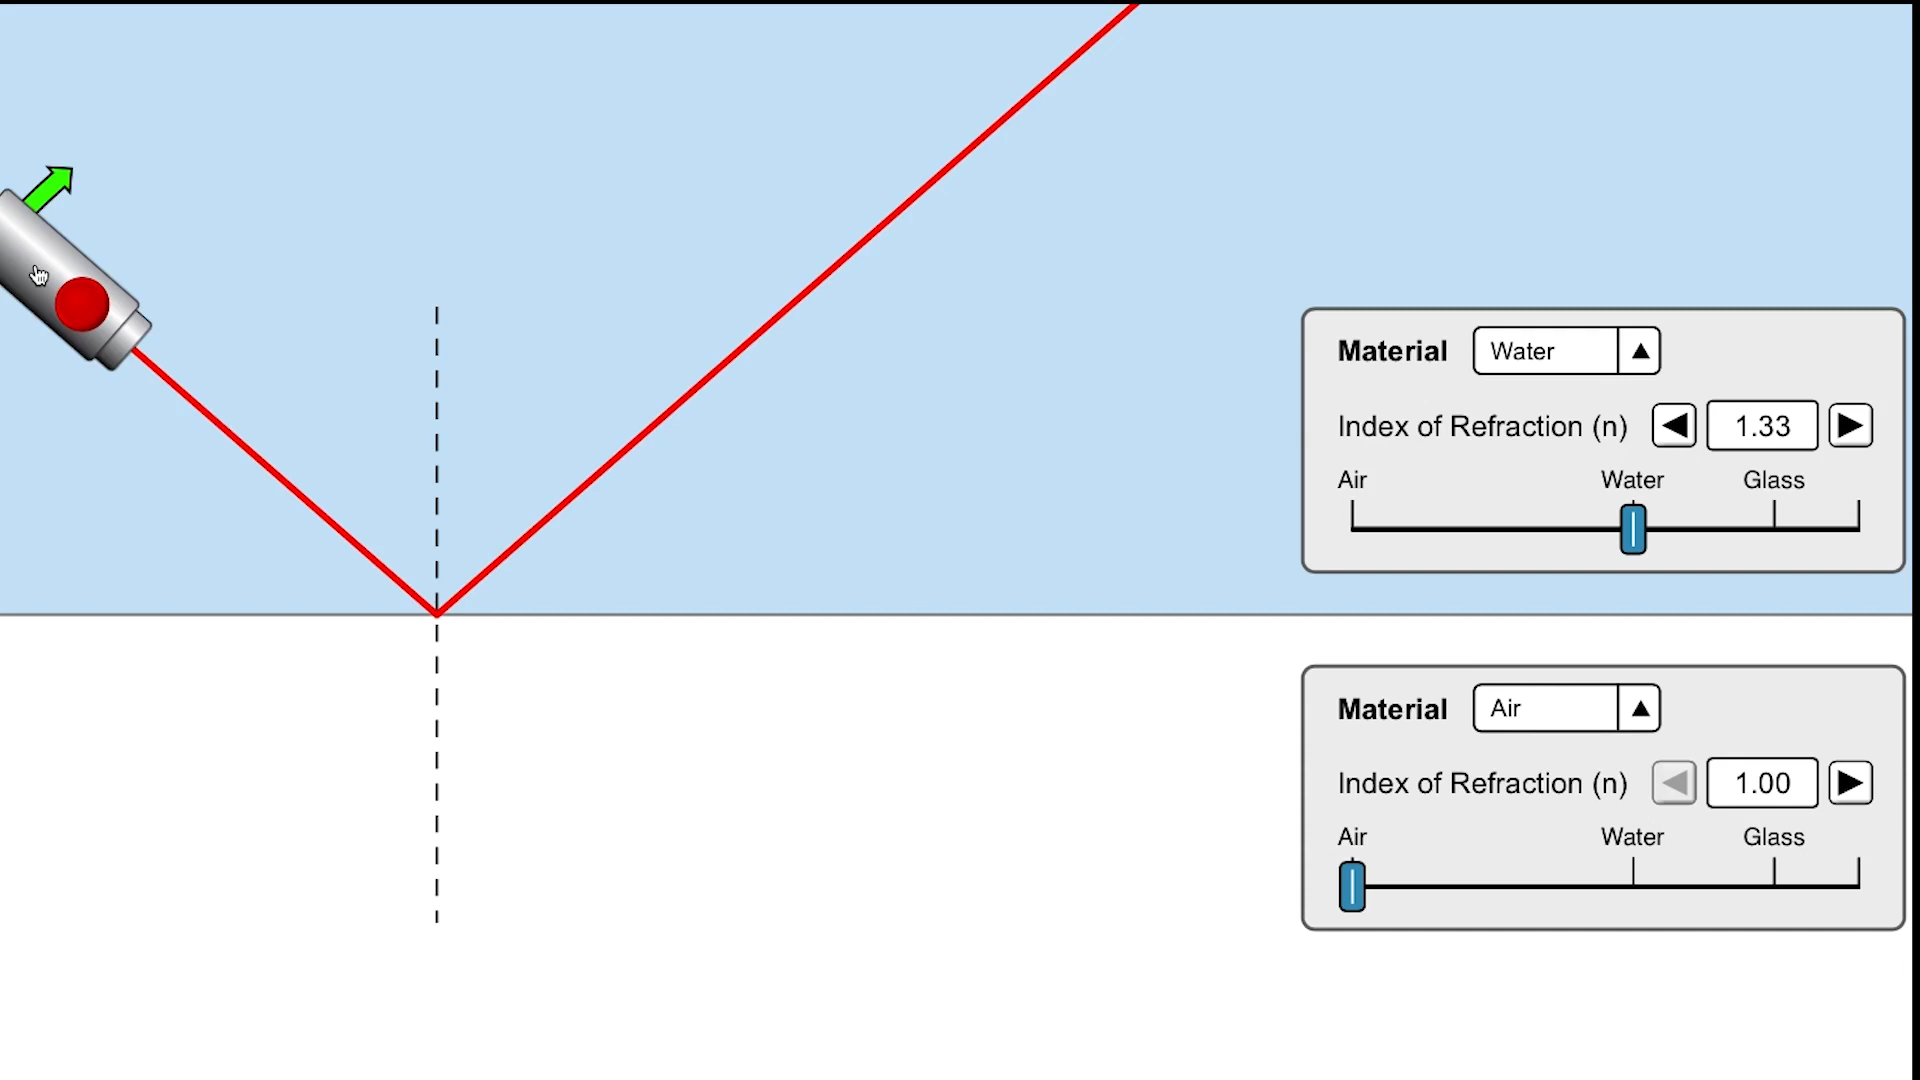 Material Water
Index of Refraction (n) 1.33
Air Water Glass
Material Air
Index of Refraction (n) 1.00
Air Water Glass